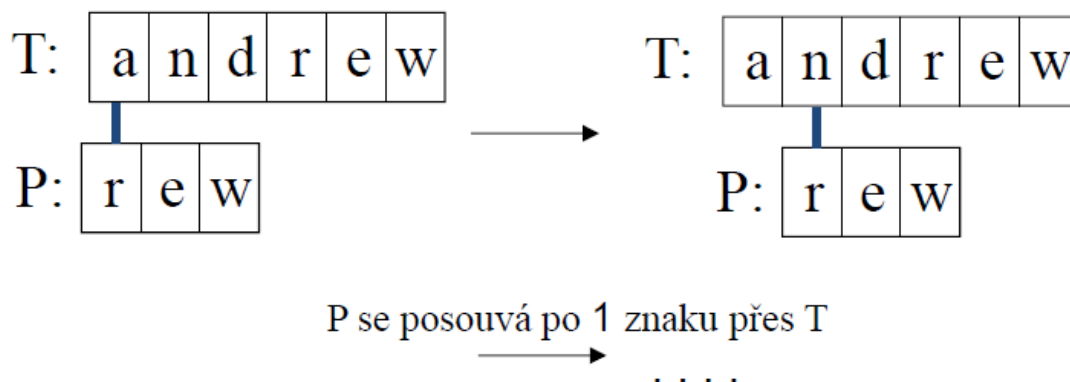 T: a n d r e w T: a n d r e w
P: r e w P: r e w
P se posouvá po 1 znaku přes T